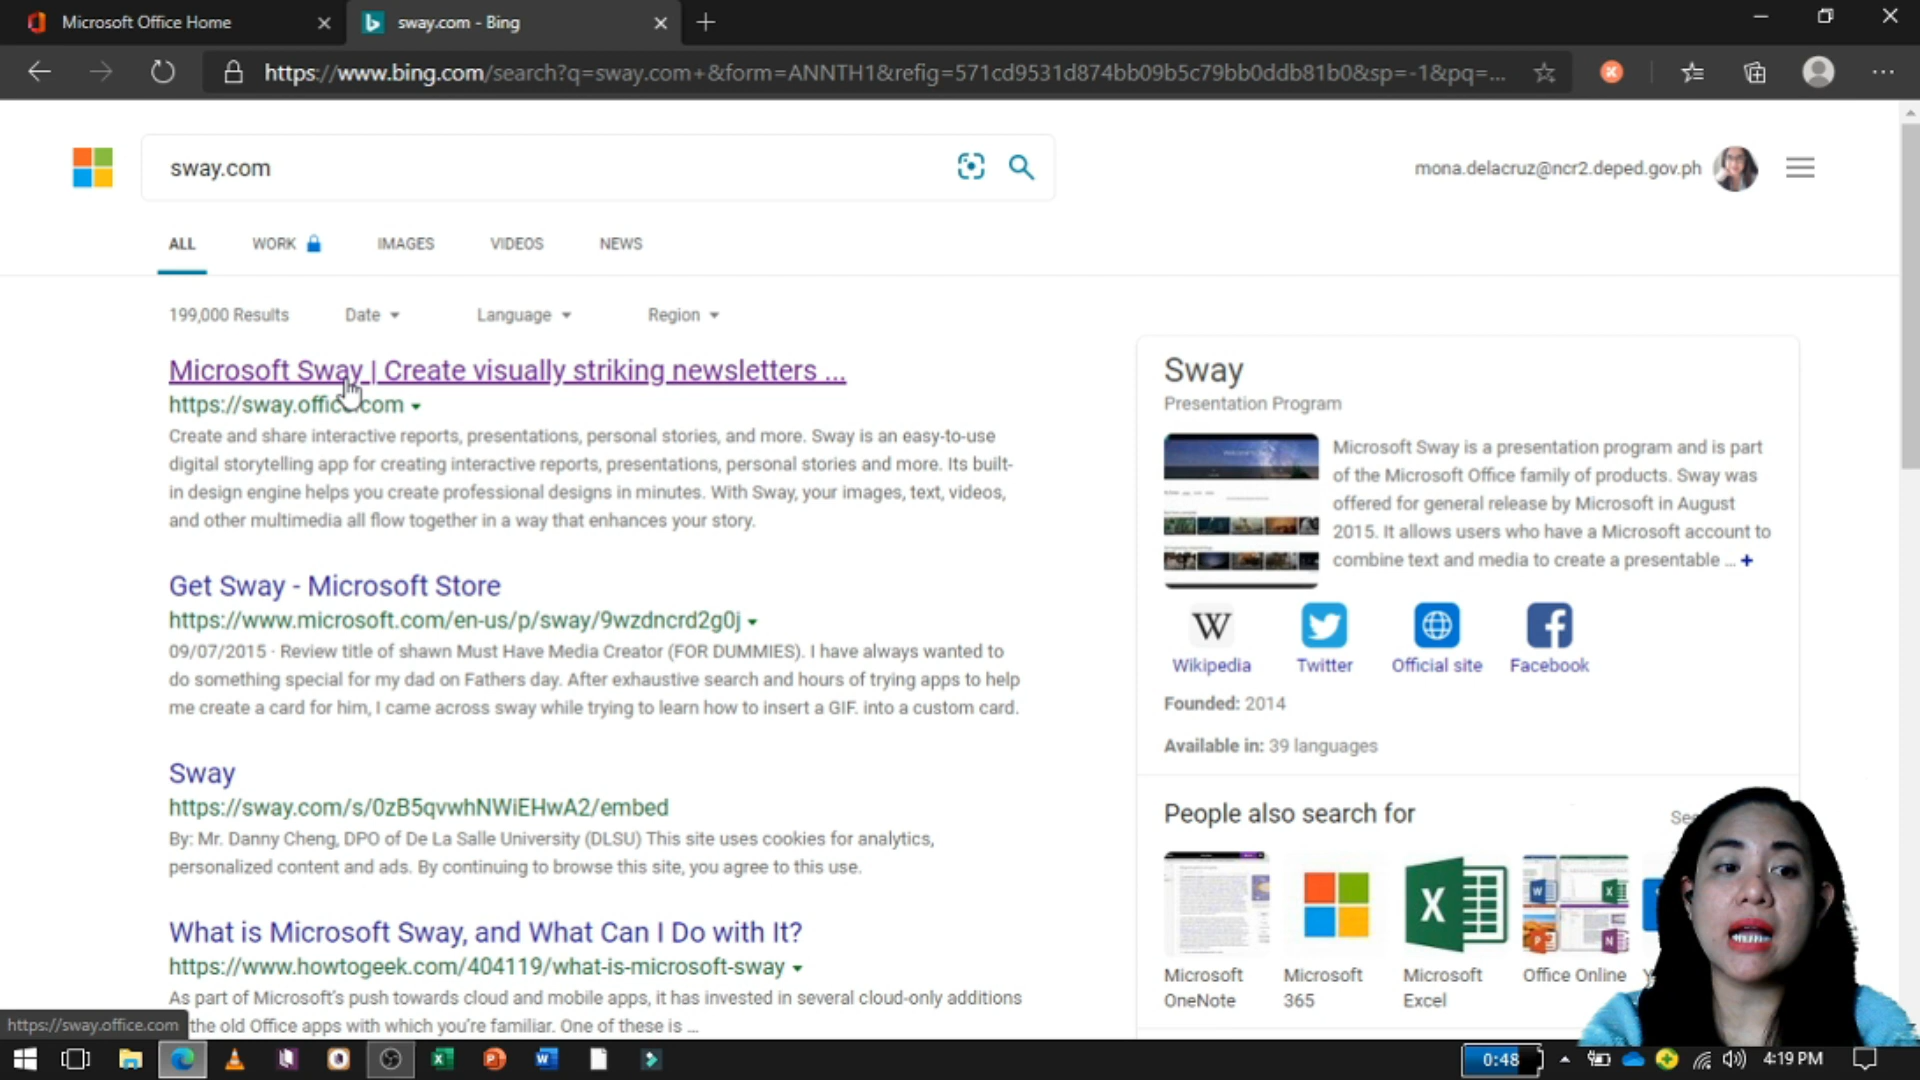 Microsoft Office Home
sway.com - Bing
https://www.bing.com/search?q=sway.com+&form=ANNTH1&refig=571cd9531d874bb09b5c79bb0ddb81b0&sp=-1&pq=...
sway.com
mona.delacruz@ncr2.deped.gov.ph
ALL WORK IMAGES VIDEOS NEWS
199,000 Results Date Language Region
Microsoft Sway | Create visually striking newsletters ...
https://sway.office.com
Create and share interactive reports, presentations, personal stories, and more. Sway is an easy-to-use
digital storytelling app for creating interactive reports, presentations, personal stories and more. Its built-
in design engine helps you create professional designs in minutes. With Sway, your images, text, videos,
and other multimedia all flow together in a way that enhances your story.
Get Sway - Microsoft Store
https://www.microsoft.com/en-us/p/sway/9wzdncrd2g0j
09/07/2015 · Review title of shawn Must Have Media Creator (FOR DUMMIES). I have always wanted to
do something special for my dad on Fathers day. After exhaustive search and hours of trying apps to help
me create a card for him, I came across sway while trying to learn how to insert a GIF. into a custom card.
Sway
https://sway.com/s/0zB5qvwhNWiEHwA2/embed
By: Mr. Danny Cheng, DPO of De La Salle University (DLSU) This site uses cookies for analytics,
personalized content and ads. By continuing to browse this site, you agree to this use.
What is Microsoft Sway, and What Can I Do with It?
https://www.howtogeek.com/404119/what-is-microsoft-sway
As part of Microsoft's push towards cloud and mobile apps, it has invested in several cloud-only additions
the old Office apps with which you're familiar. One of these is ...
https://sway.office.com
Sway
Presentation Program
Microsoft Sway is a presentation program and is part
of the Microsoft Office family of products. Sway was
offered for general release by Microsoft in August
2015. It allows users who have a Microsoft account to
combine text and media to create a presentable ... +
W
Wikipedia Twitter Official site Facebook
Founded: 2014
Available in: 39 languages
People also search for
Microsoft OneNote
Microsoft 365
Microsoft Excel
Office Online
0:48
4:19 PM